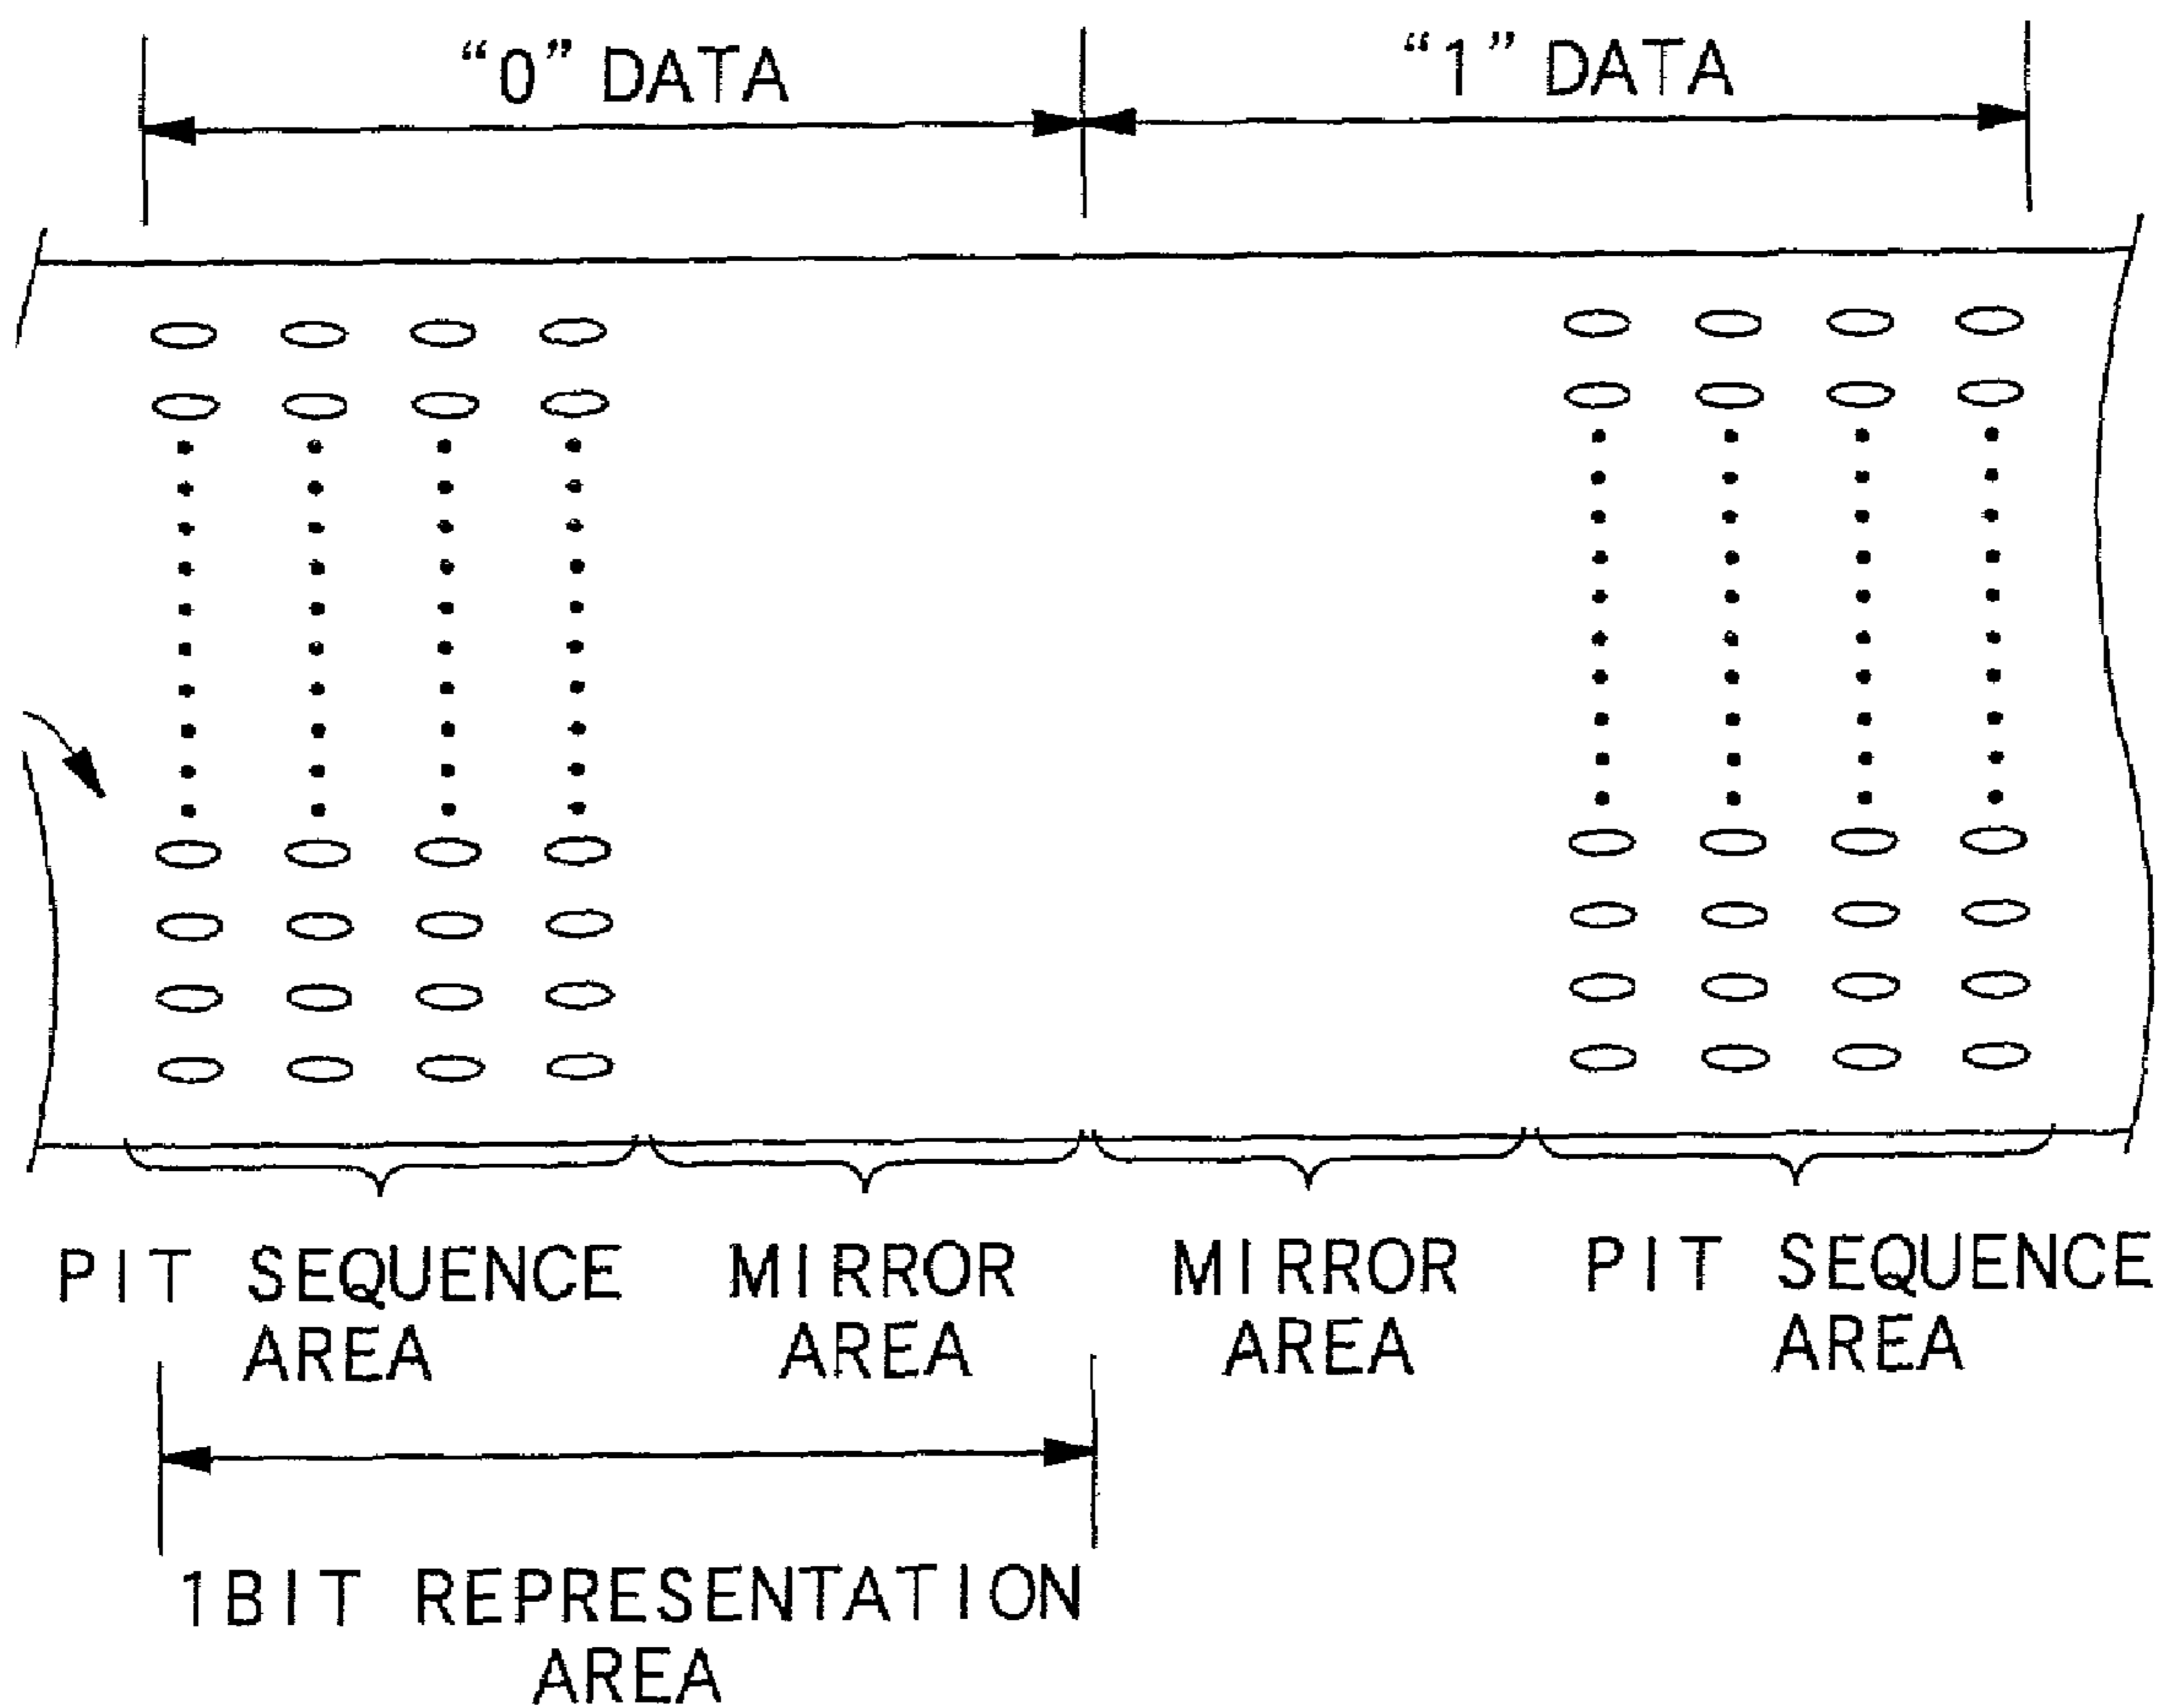 “0” DATA
“1” DATA
PIT SEQUENCE
AREA
MIRROR
AREA
MIRROR
AREA
PIT SEQUENCE
AREA
1BIT REPRESENTATION
AREA